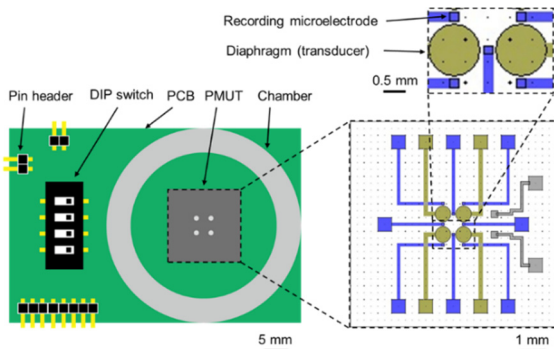 Recording microelectrode
Diaphragm (transducer)
0.5 mm
Pin header
DIP switch
PCB
PMUT
Chamber
5 mm
1 mm